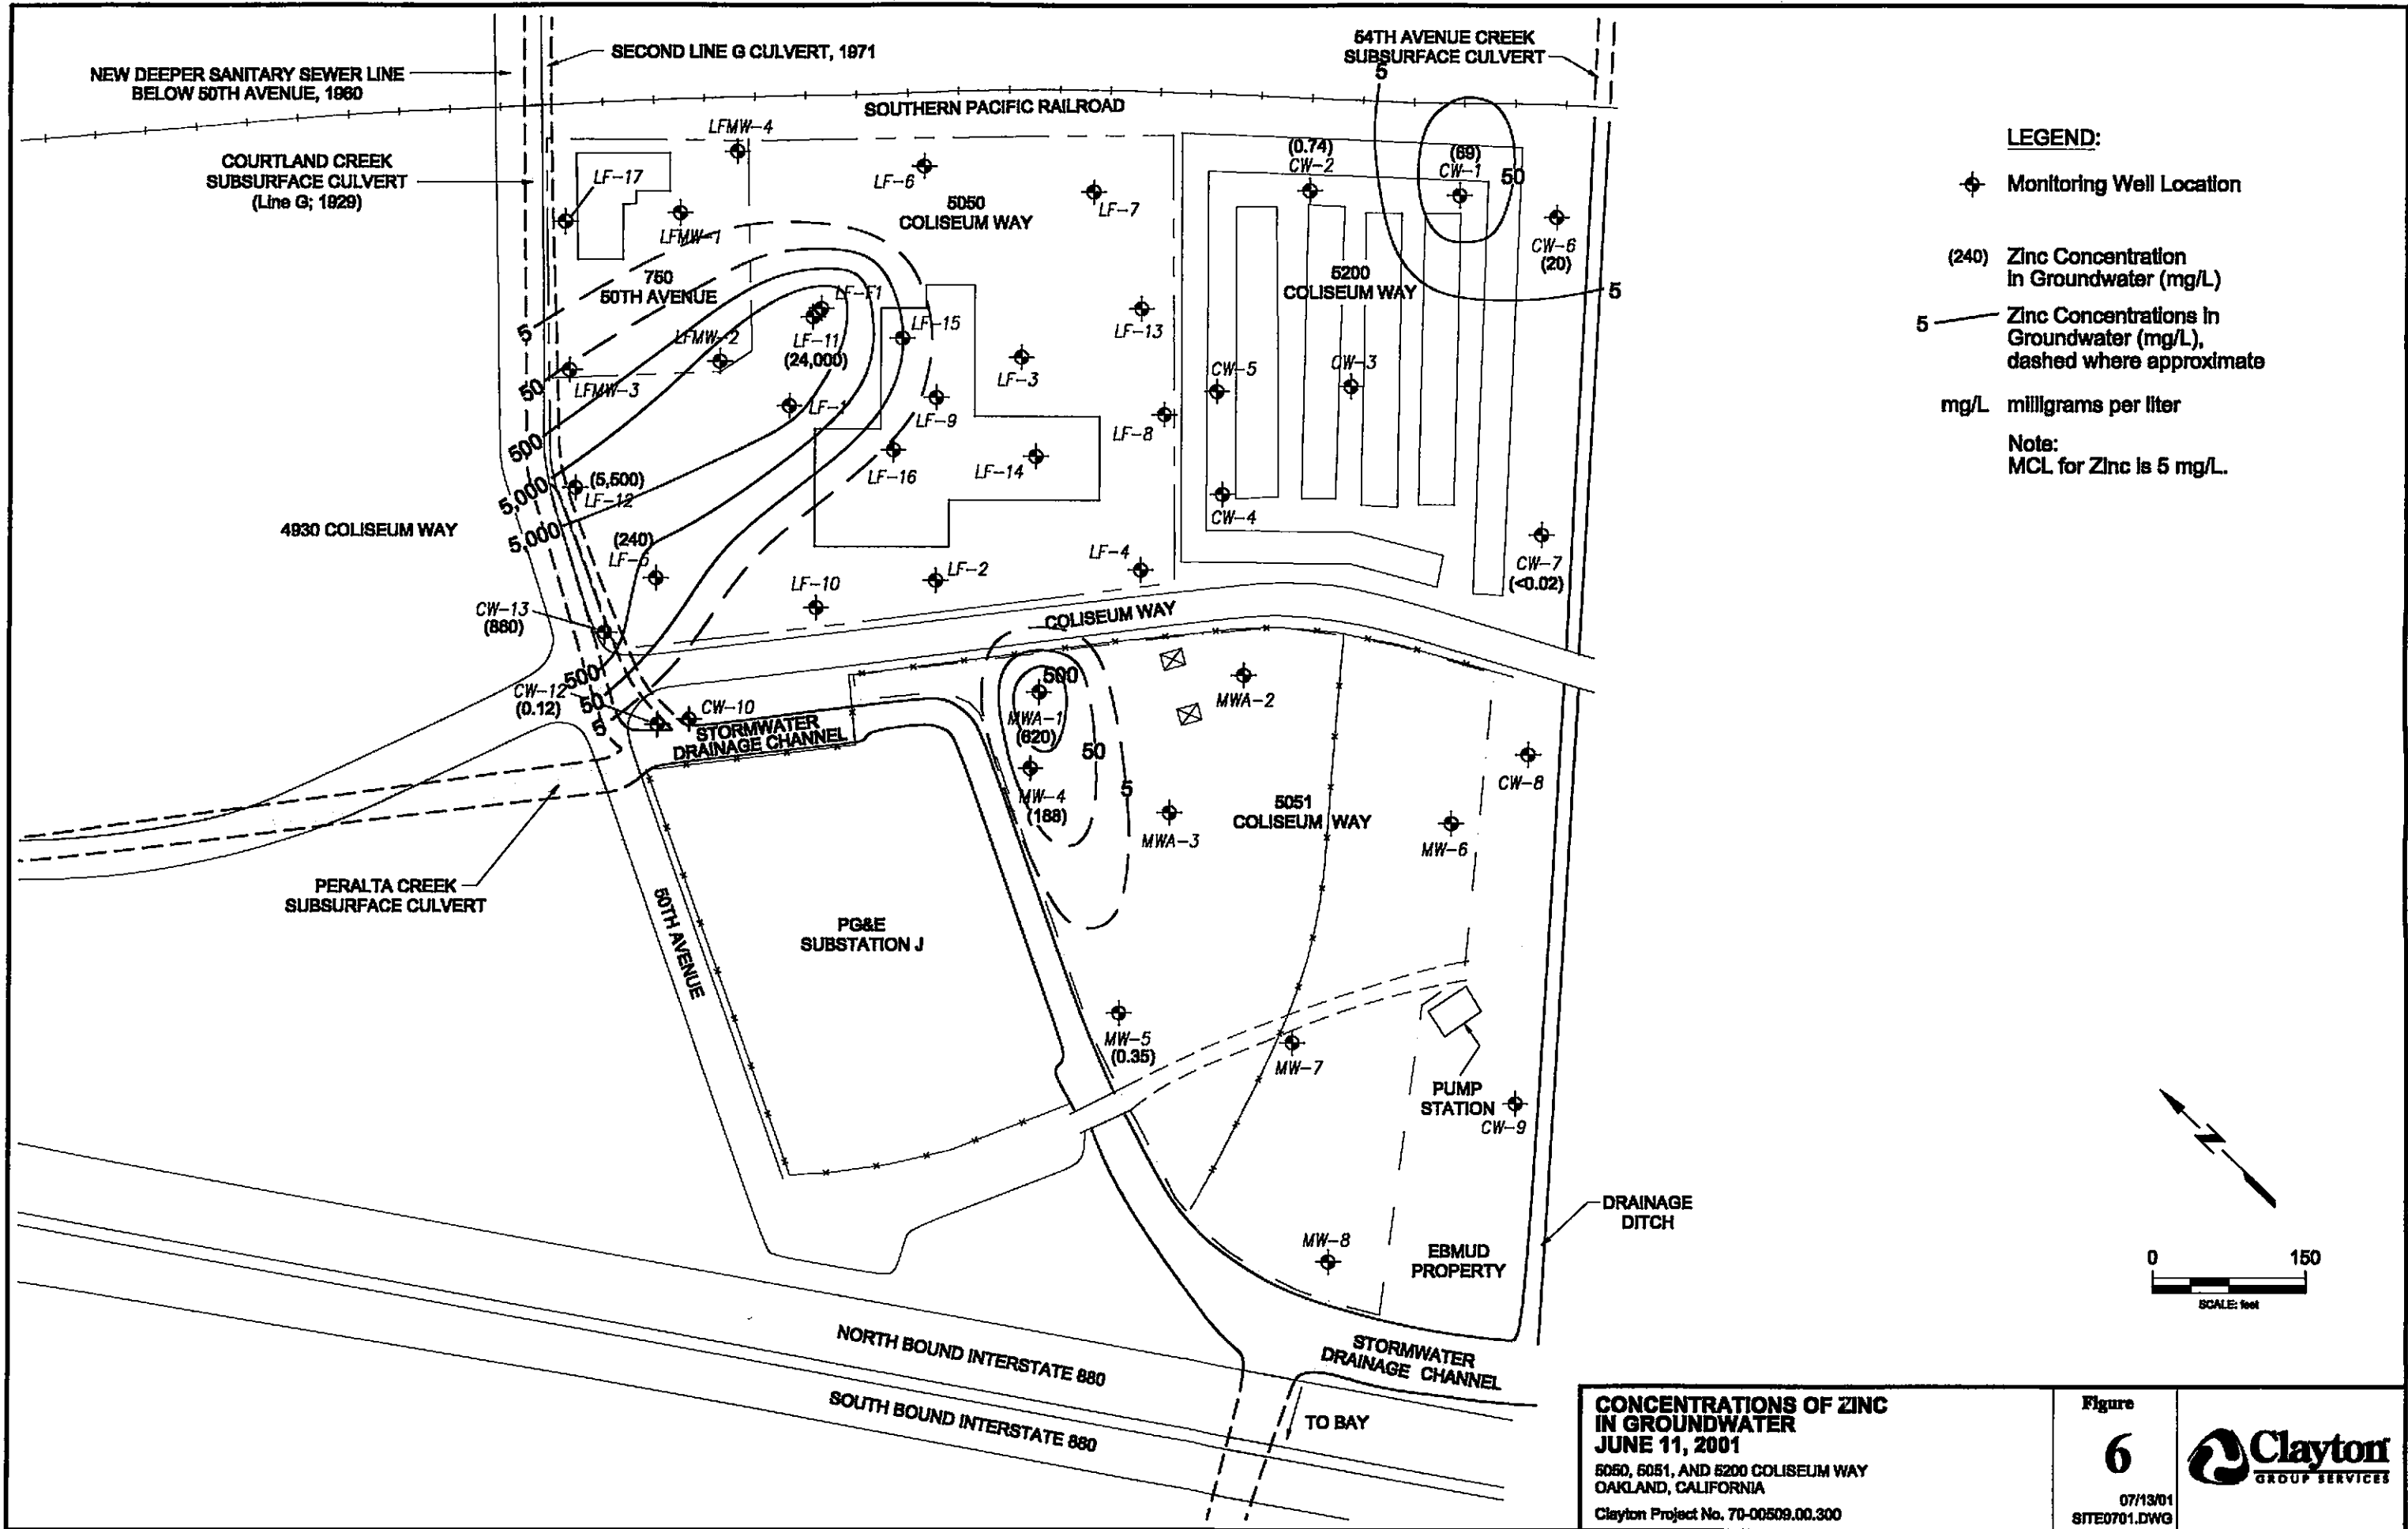 NEW DEEPER SANITARY SEWER LINE
BELOW 50TH AVENUE, 1960
SECOND LINE G CULVERT, 1971
54TH AVENUE CREEK
SUBSURFACE CULVERT
5
SOUTHERN PACIFIC RAILROAD
COURTLAND CREEK
SUBSURFACE CULVERT
(Line G; 1929)
LFMW-4
LF-17
LFMW-1
LF-6
5050
COLISEUM WAY
LF-7
(0.74)
CW-2
(69)
CW-1
50
CW-6
(20)
5200
COLISEUM WAY
5
750
50TH AVENUE
5
50
500
5,000
5,000
LF-F1
LF-11
(24,000)
LFMW-2
LFMW-3
LF-15
LF-3
LF-13
LF-1
LF-9
LF-8
CW-5
CW-3
LF-16
LF-14
CW-4
(5,500)
LF-12
4930 COLISEUM WAY
(240)
LF-5
LF-10
LF-2
LF-4
CW-7
(<0.02)
CW-13
(880)
COLISEUM WAY
500
50
5
CW-12
(0.12)
CW-10
STORMWATER
DRAINAGE CHANNEL
500
MWA-1
(620)
50
5
MW-4
(188)
MWA-2
MWA-3
5051
COLISEUM WAY
CW-8
MW-6
PERALTA CREEK
SUBSURFACE CULVERT
50TH AVENUE
PG&E
SUBSTATION J
MW-5
(0.35)
MW-7
PUMP
STATION
CW-9
DRAINAGE
DITCH
MW-8
EBMUD
PROPERTY
NORTH BOUND INTERSTATE 880
SOUTH BOUND INTERSTATE 880
STORMWATER
DRAINAGE CHANNEL
TO BAY
LEGEND:
Monitoring Well Location
(240) Zinc Concentration
in Groundwater (mg/L)
5 Zinc Concentrations in
Groundwater (mg/L),
dashed where approximate
mg/L milligrams per liter
Note:
MCL for Zinc is 5 mg/L.
N
0 150
SCALE: feet
CONCENTRATIONS OF ZINC
IN GROUNDWATER
JUNE 11, 2001
5050, 5051, AND 5200 COLISEUM WAY
OAKLAND, CALIFORNIA
Clayton Project No. 70-00509.00.300
Figure
6
07/13/01
SITE0701.DWG
Clayton
GROUP SERVICES